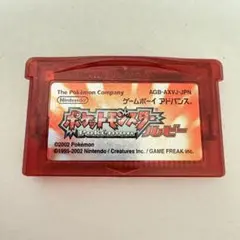 The Pokémon Company AGB-AXVJ-JPN
Nintendo ゲームボーイ アドバンス
ポケットモンスター
ルビー
©2002 Pokémon
©1995-2002 Nintendo / Creatures inc. / GAME FREAK inc.